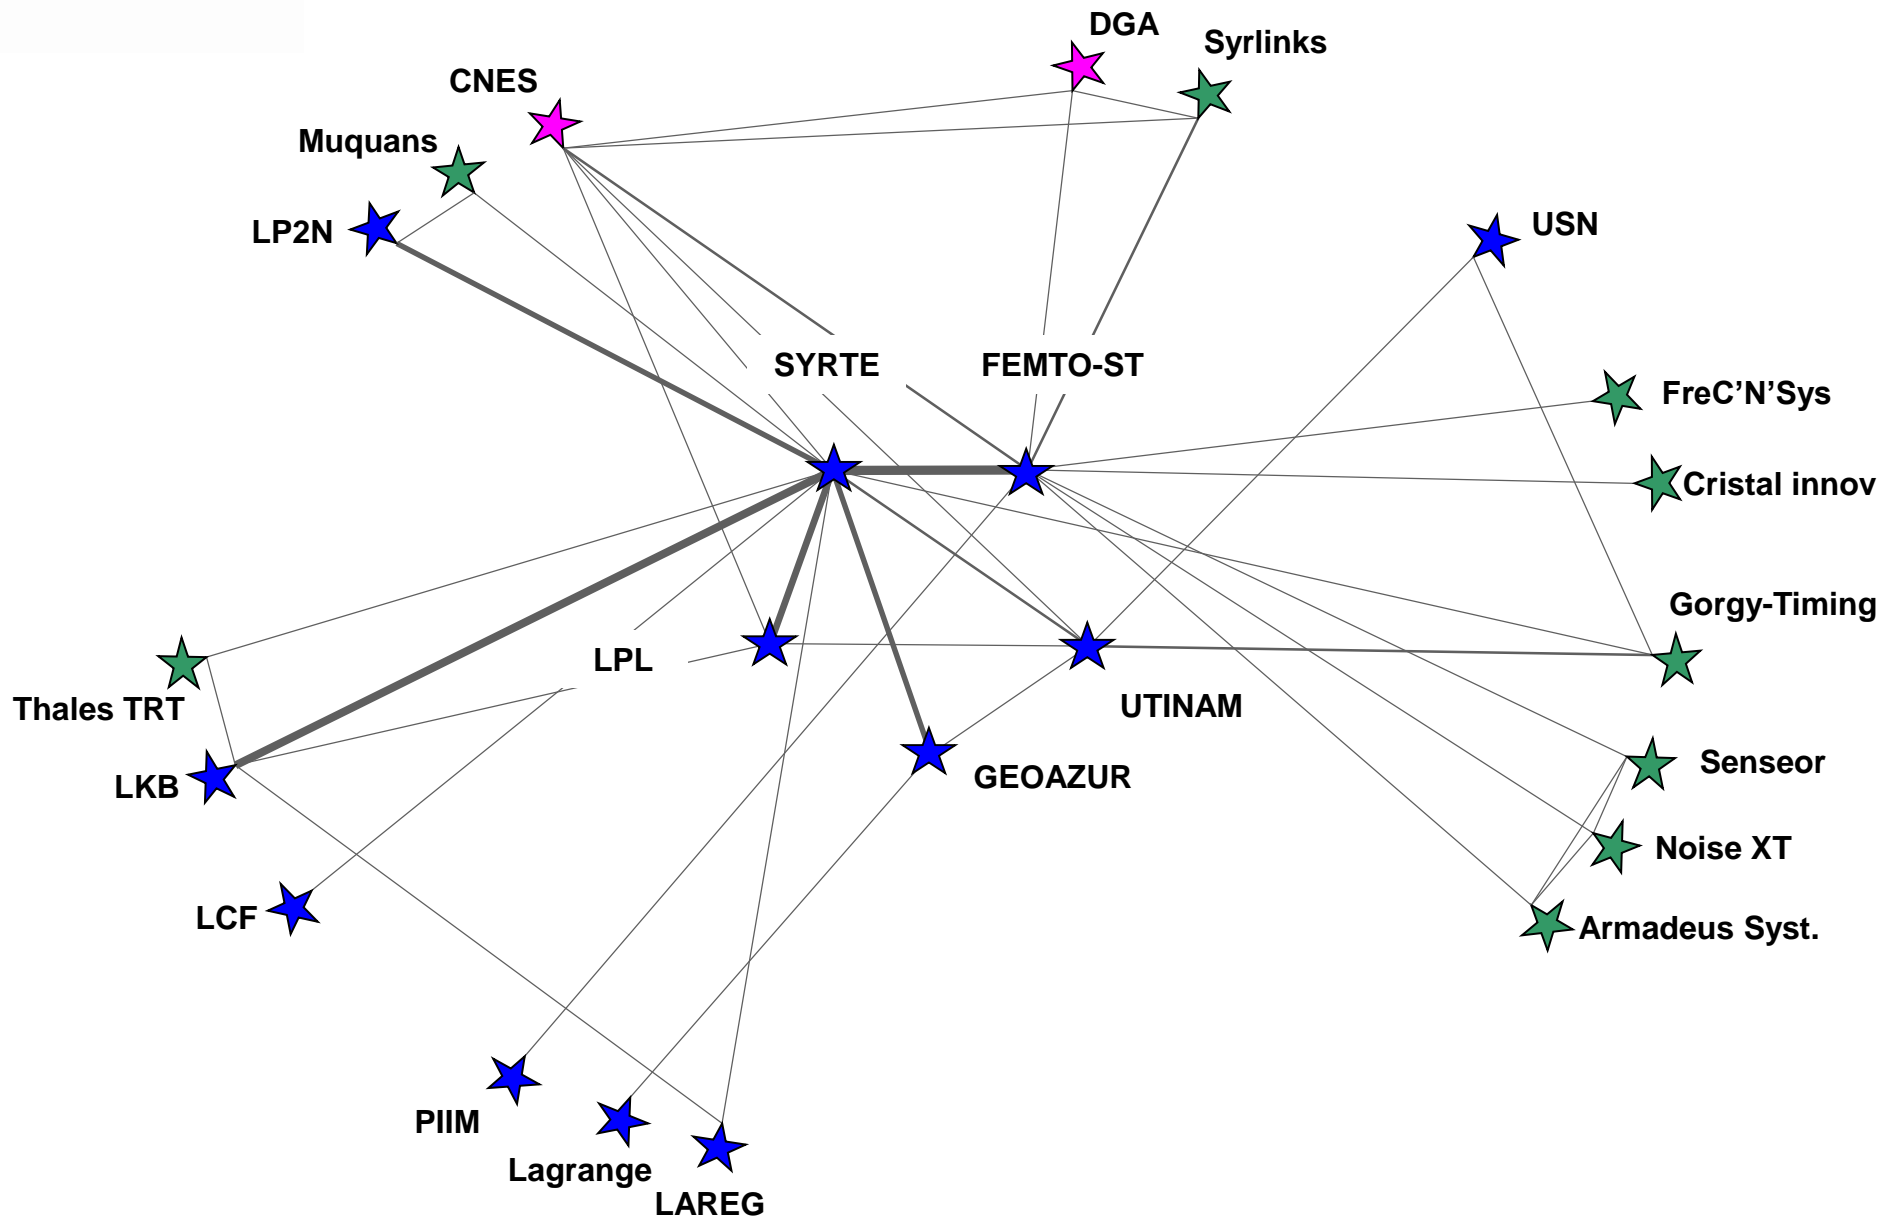 DGA
Syrlinks
CNES
Muquans
LP2N
USN
SYRTE
FEMTO-ST
FreC’N’Sys
Cristal innov
Gorgy-Timing
LPL
Thales TRT
UTINAM
LKB
GEOAZUR
Senseor
Noise XT
LCF
Armadeus Syst.
PIIM
Lagrange
LAREG